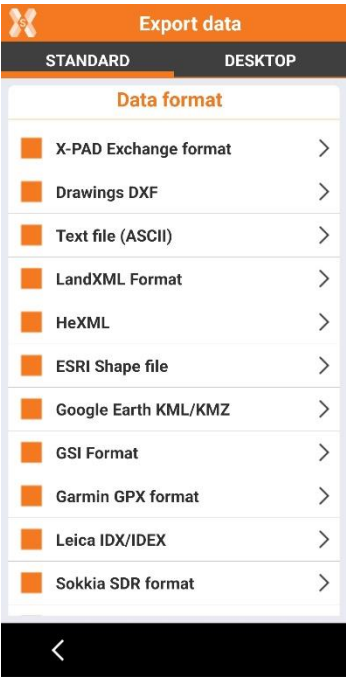 Export data
STANDARD
DESKTOP
Data format
X-PAD Exchange format
Drawings DXF
Text file (ASCII)
LandXML Format
HeXML
ESRI Shape file
Google Earth KML/KMZ
GSI Format
Garmin GPX format
Leica IDX/IDEX
Sokkia SDR format